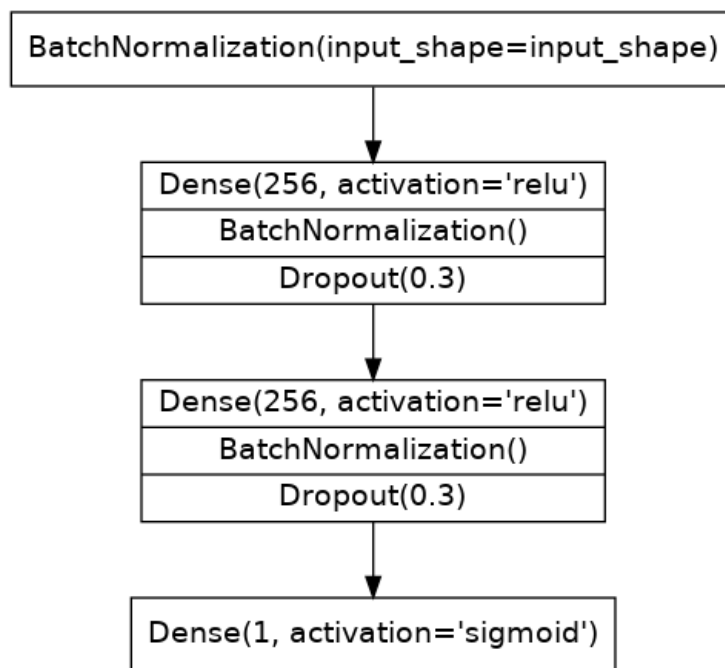 BatchNormalization(input_shape=input_shape)
Dense(256, activation='relu')
BatchNormalization()
Dropout(0.3)
Dense(256, activation='relu')
BatchNormalization()
Dropout(0.3)
Dense(1, activation='sigmoid')